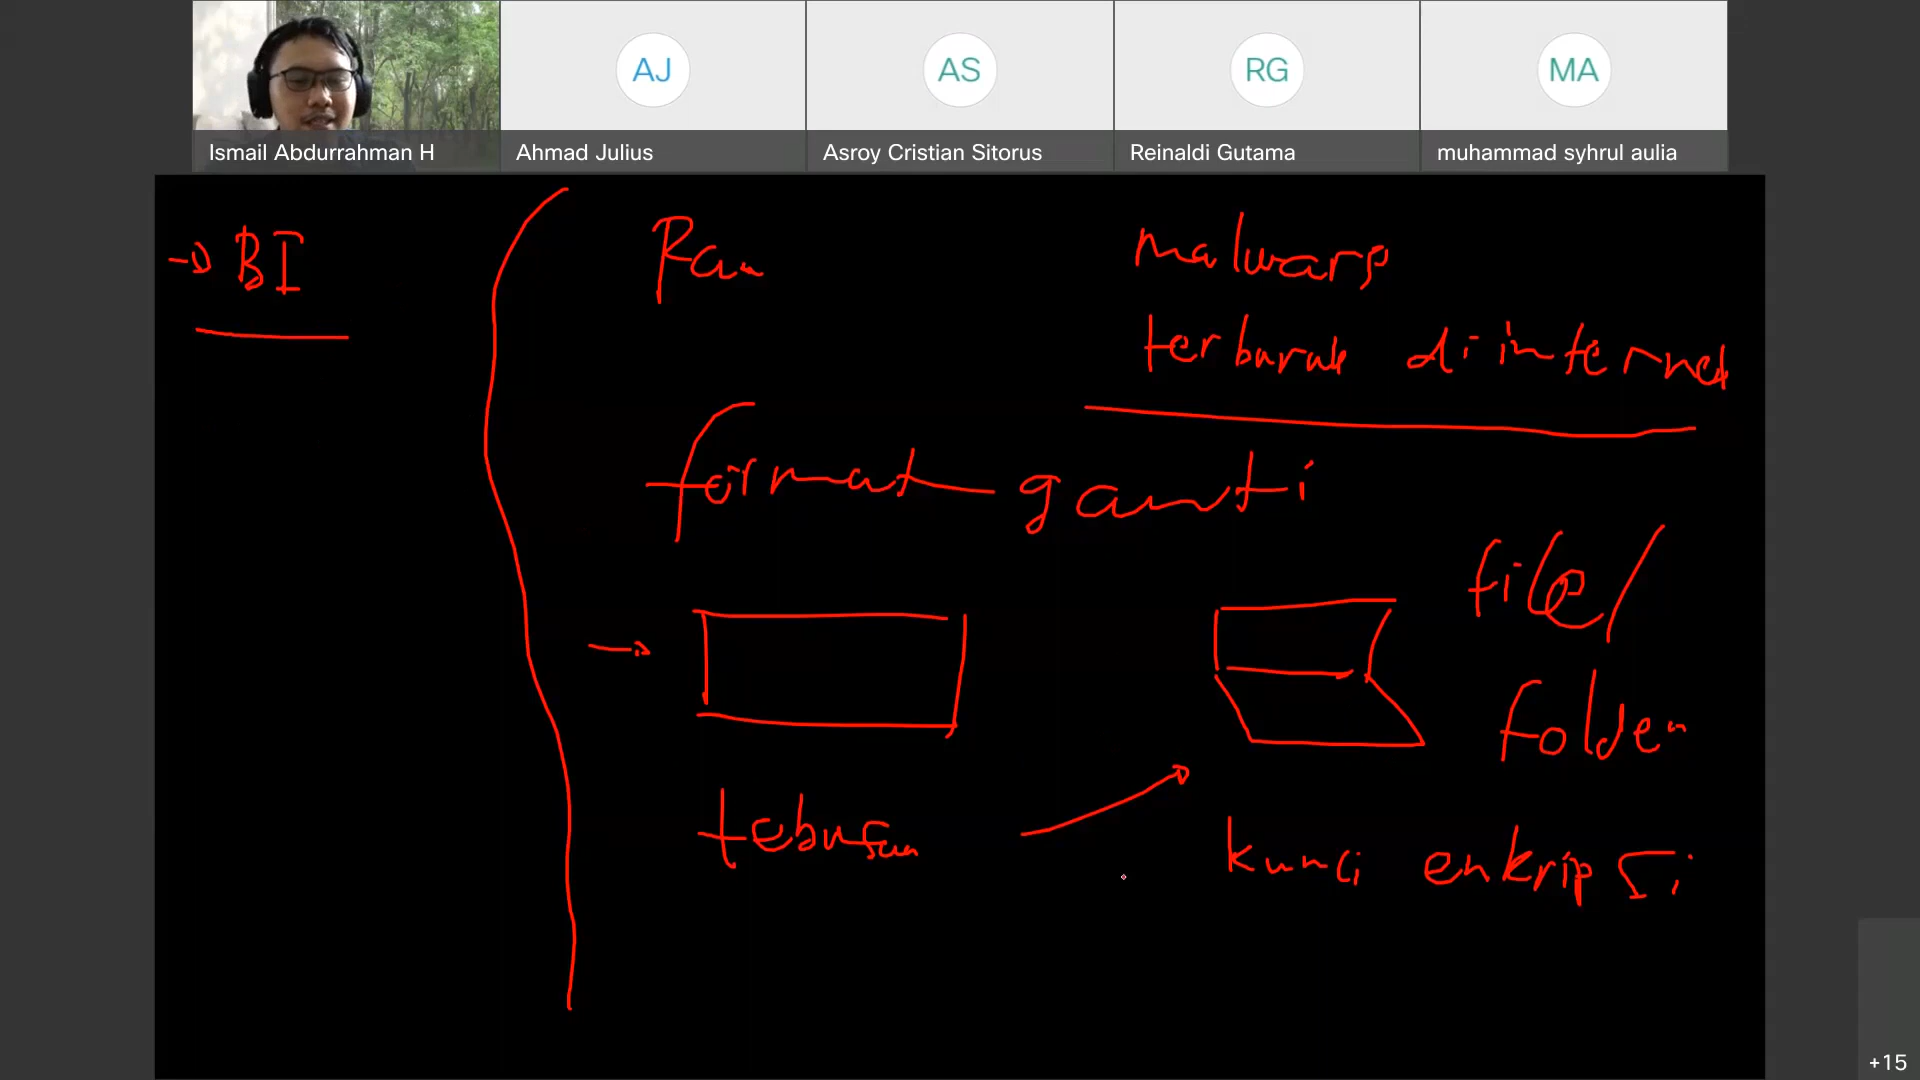 AJ
AS
RG
MA
Ismail Abdurrahman H
Ahmad Julius
Asroy Cristian Sitorus
Reinaldi Gutama
muhammad syhrul aulia
BI
Ran
malware
terburuk di internet
format ganti
file/
folder
tebusan
kunci enkripsi
+15